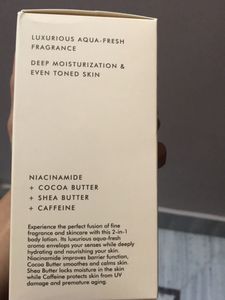 LUXURIOUS AQUA-FRESH
FRAGRANCE
DEEP MOISTURIZATION &
EVEN TONED SKIN
NIACINAMIDE
+ COCOA BUTTER
+ SHEA BUTTER
+ CAFFEINE
Experience the perfect fusion of fine
fragrance and skincare with this 2-in-1
body lotion. Its luxurious aqua-fresh
aroma envelops your senses while deeply
hydrating and nourishing your skin.
Niacinamide improves barrier function,
Cocoa Butter smoothes and calms skin.
Shea Butter locks moisture in the skin
while Caffeine protects skin from UV
damage and premature aging.